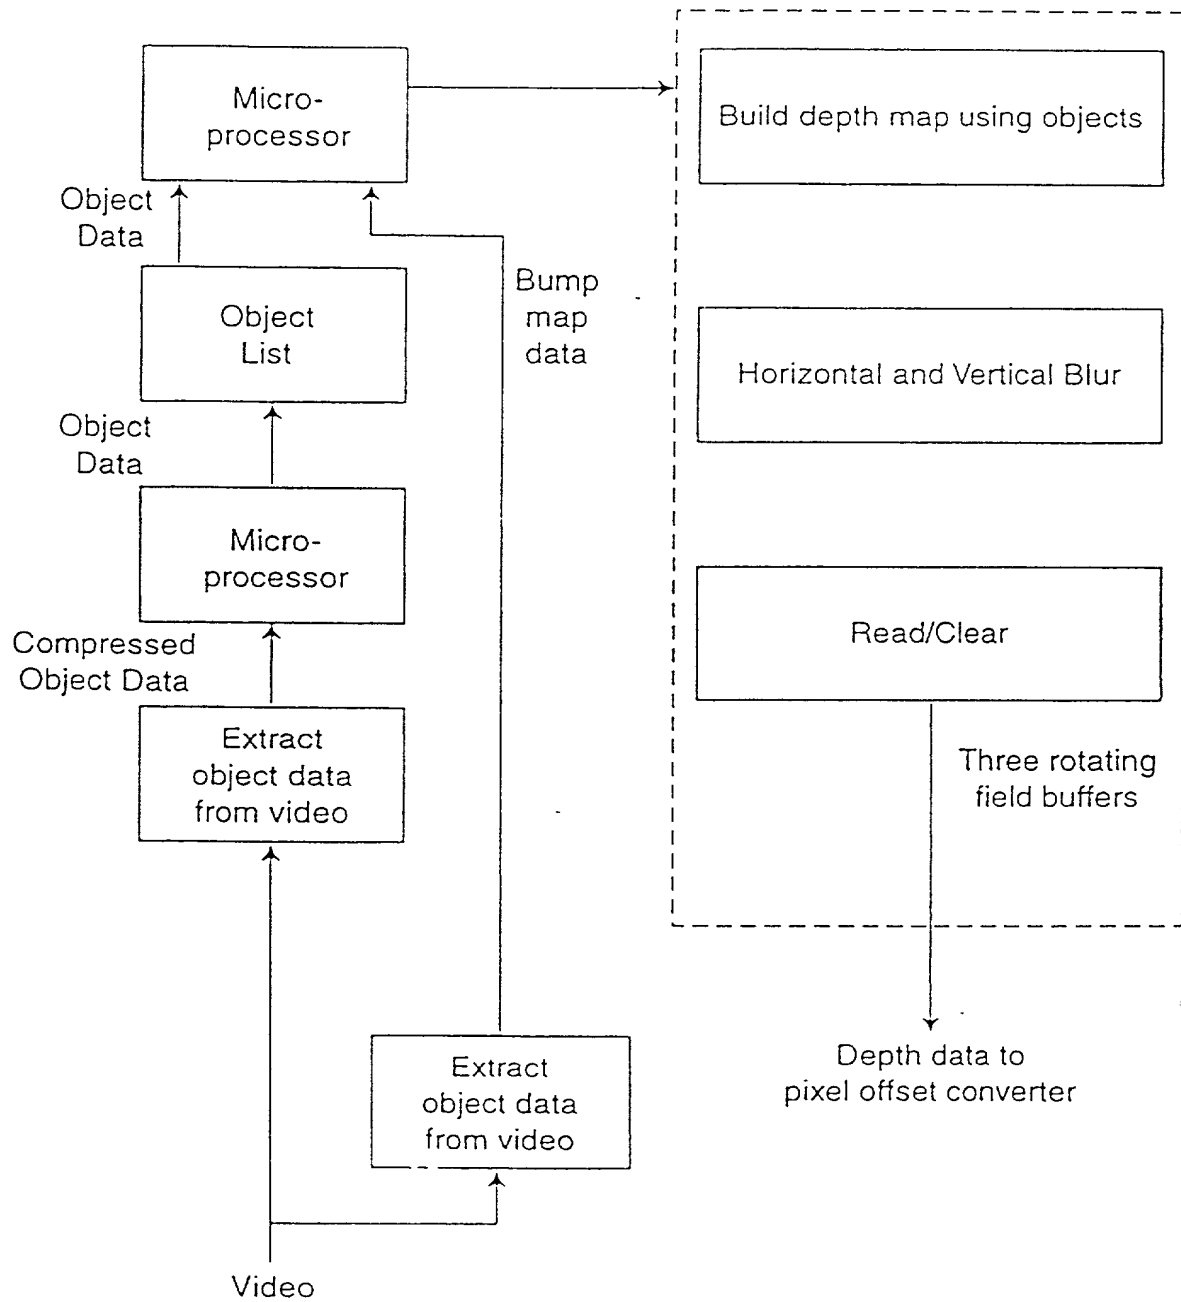 Micro-
processor
Build depth map using objects
Object
Data
Object
List
Bump
map
data
Horizontal and Vertical Blur
Object
Data
Micro-
processor
Read/Clear
Compressed
Object Data
Extract
object data
from video
Three rotating
field buffers
Extract
object data
from video
Depth data to
pixel offset converter
Video